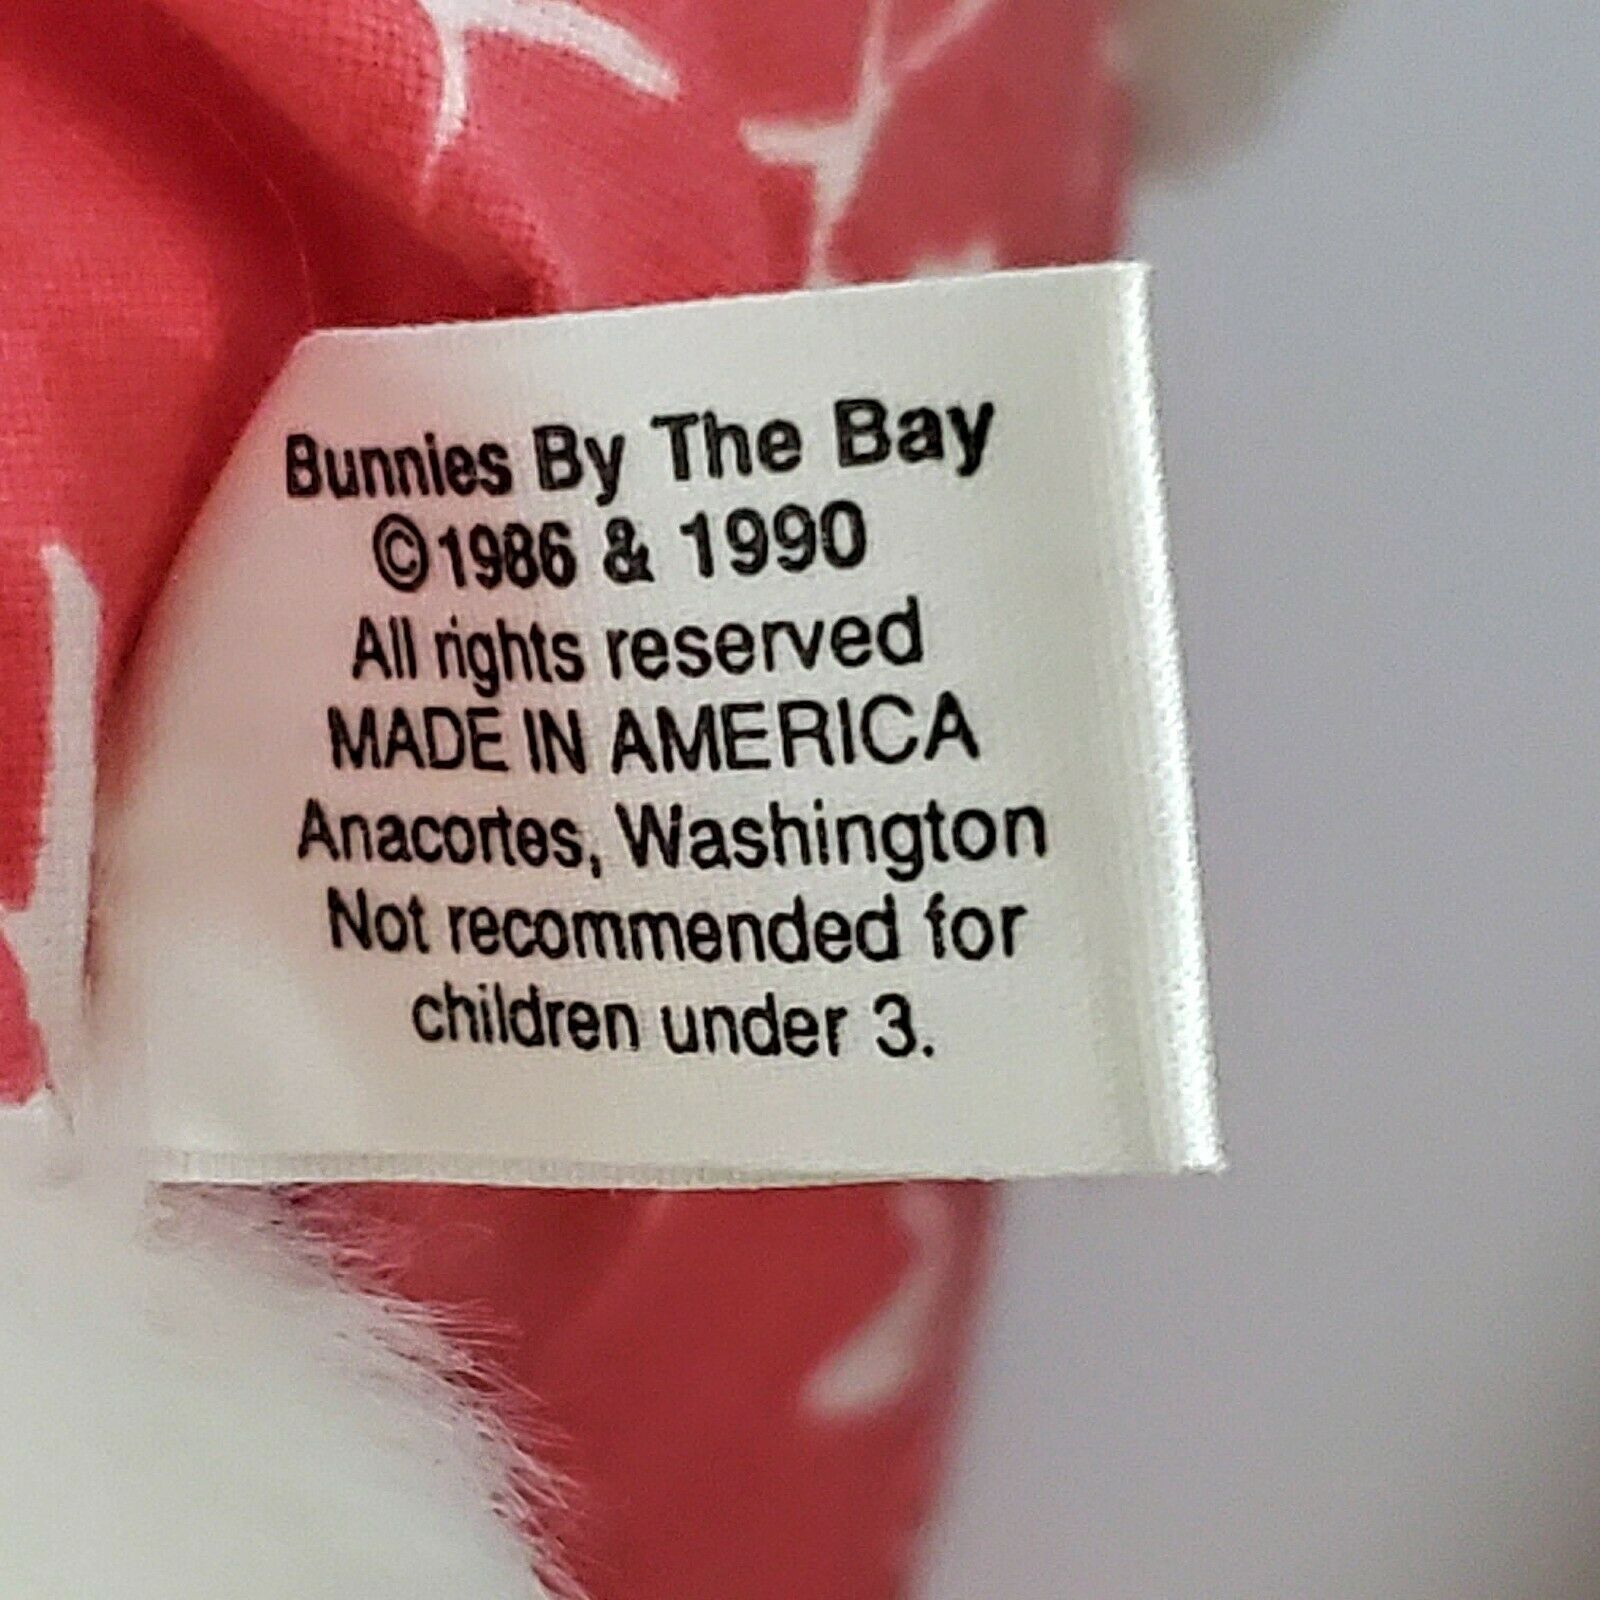 Bunnies By The Bay
©1986 & 1990
All rights reserved
MADE IN AMERICA
Anacortes, Washington
Not recommended for
children under 3.